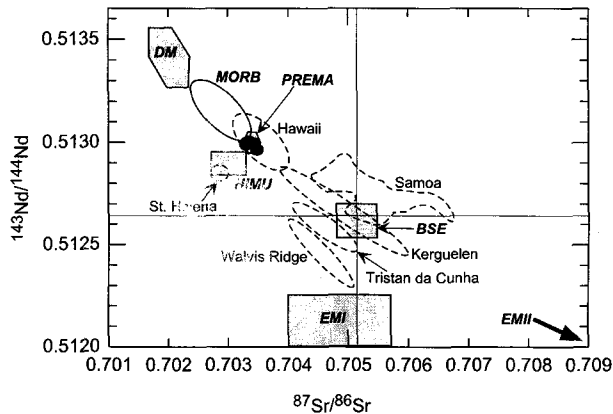 0.5135
0.5130
0.5125
0.5120
143Nd/144Nd
DM
MORB
PREMA
Hawaii
HIMU
St. Helena
Samoa
BSE
Walvis Ridge
Kerguelen
Tristan da Cunha
EMI
EMII
0.701 0.702 0.703 0.704 0.705 0.706 0.707 0.708 0.709
87Sr/86Sr